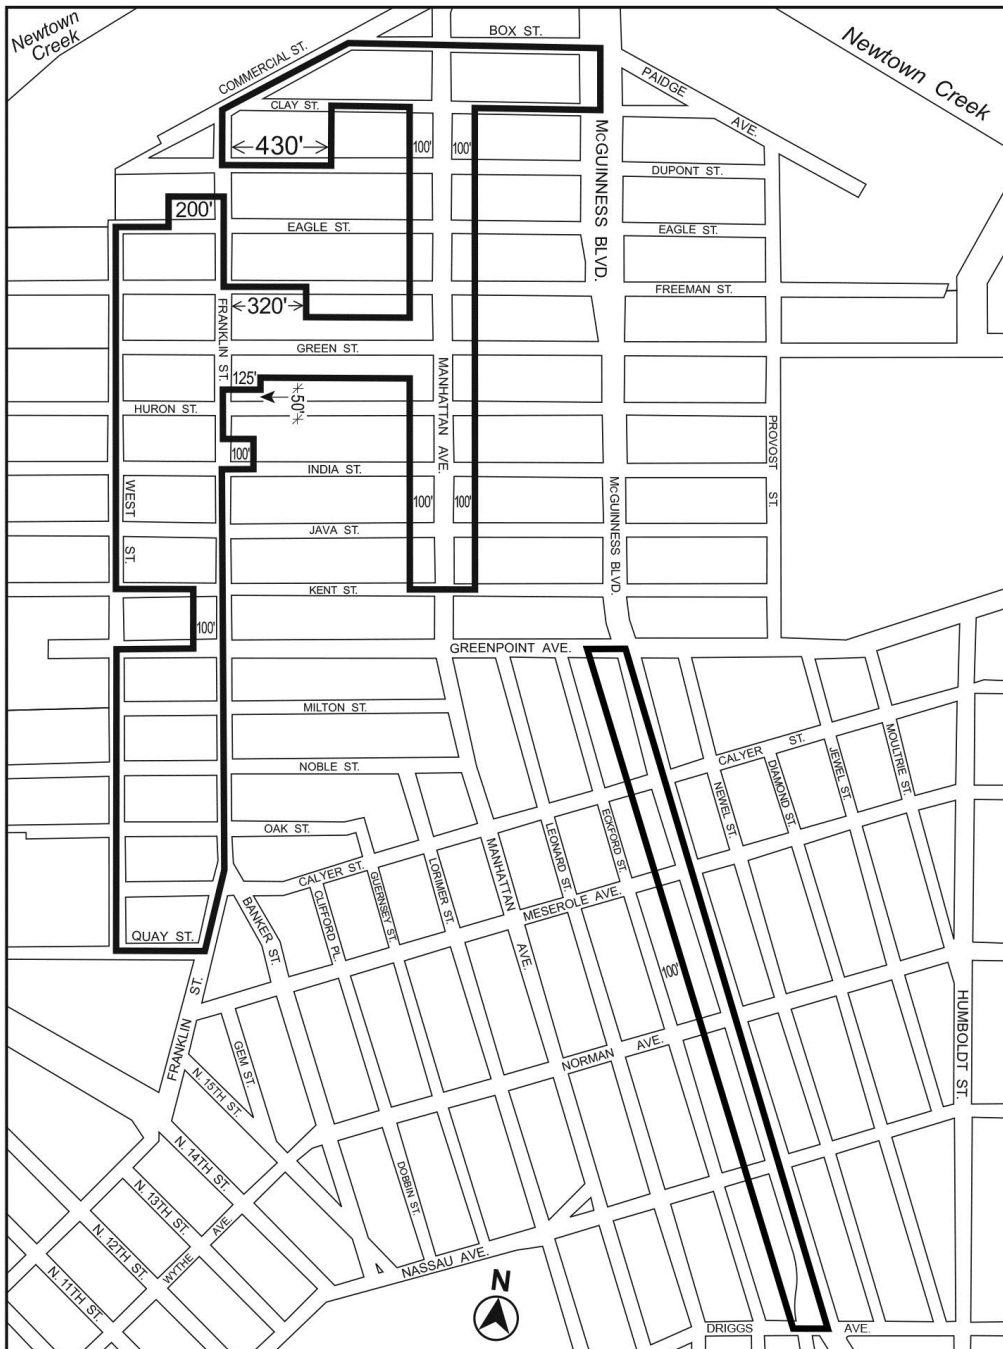 BOX ST.
Newtown
Creek
Newtown Creek
COMMERCIAL ST.
PAIDGE
AVE.
CLAY ST.
430'
100'
100'
McGUINNESS BLVD.
DUPONT ST.
200'
EAGLE ST.
EAGLE ST.
FREEMAN ST.
320'
FRANKLIN ST.
GREEN ST.
125'
50'
MANHATTAN AVE.
HURON ST.
PROVOST ST.
100'
INDIA ST.
WEST ST.
100'
100'
McGUINNESS BLVD.
JAVA ST.
KENT ST.
100'
GREENPOINT AVE.
MILTON ST.
NOBLE ST.
CALYER ST.
MOULTRIE ST.
JEWEL ST.
DIAMOND ST.
NEWEL ST.
OAK ST.
ECKFORD ST.
LEONARD ST.
MANHATTAN
AVE.
LORIMER ST.
GUERNSEY ST.
CALYER ST.
CLIFFORD PL.
MESEROLE AVE.
BANKER ST.
QUAY ST.
100'
FRANKLIN ST.
HUMBOLDT ST.
GEM ST.
NORMAN AVE.
N. 15TH ST.
N. 14TH ST.
DOBBIN ST.
N. 13TH ST.
N. 12TH ST.
WYTHE AVE.
N. 11TH ST.
NASSAU AVE.
N
DRIGGS AVE.